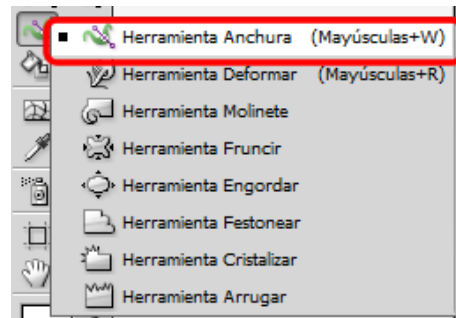 Herramienta Anchura (Mayúsculas+W)
Herramienta Deformar (Mayúsculas+R)
Herramienta Molinete
Herramienta Fruncir
Herramienta Engordar
Herramienta Festonear
Herramienta Cristalizar
Herramienta Arrugar